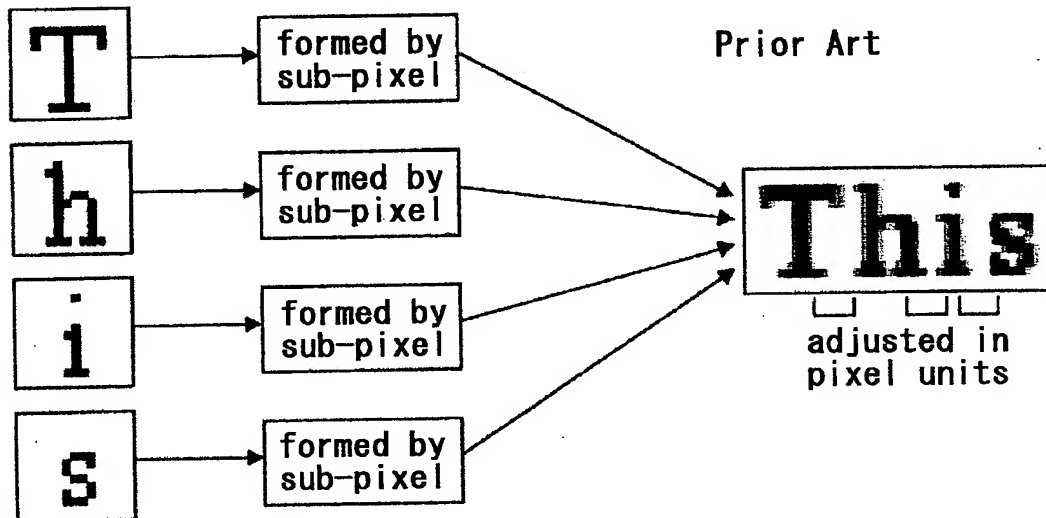 T
formed by
sub-pixel
Prior Art
h
formed by
sub-pixel
This
i
formed by
sub-pixel
adjusted in
pixel units
s
formed by
sub-pixel